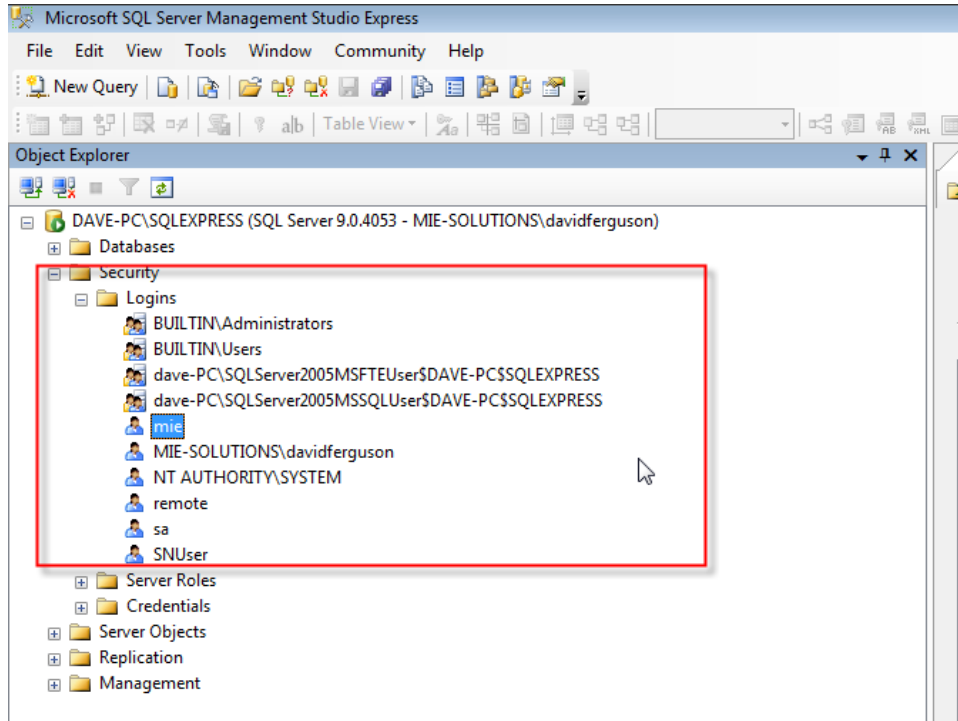 Microsoft SQL Server Management Studio Express
File Edit View Tools Window Community Help
New Query
ab Table View
Object Explorer
DAVE-PC\SQLEXPRESS (SQL Server 9.0.4053 - MIE-SOLUTIONS\davidferguson)
Databases
Security
Logins
BUILTIN\Administrators
BUILTIN\Users
dave-PC\SQLServer2005MSFTEUser$DAVE-PC$SQLEXPRESS
dave-PC\SQLServer2005MSSQLUser$DAVE-PC$SQLEXPRESS
mie
MIE-SOLUTIONS\davidferguson
NT AUTHORITY\SYSTEM
remote
sa
SNUser
Server Roles
Credentials
Server Objects
Replication
Management